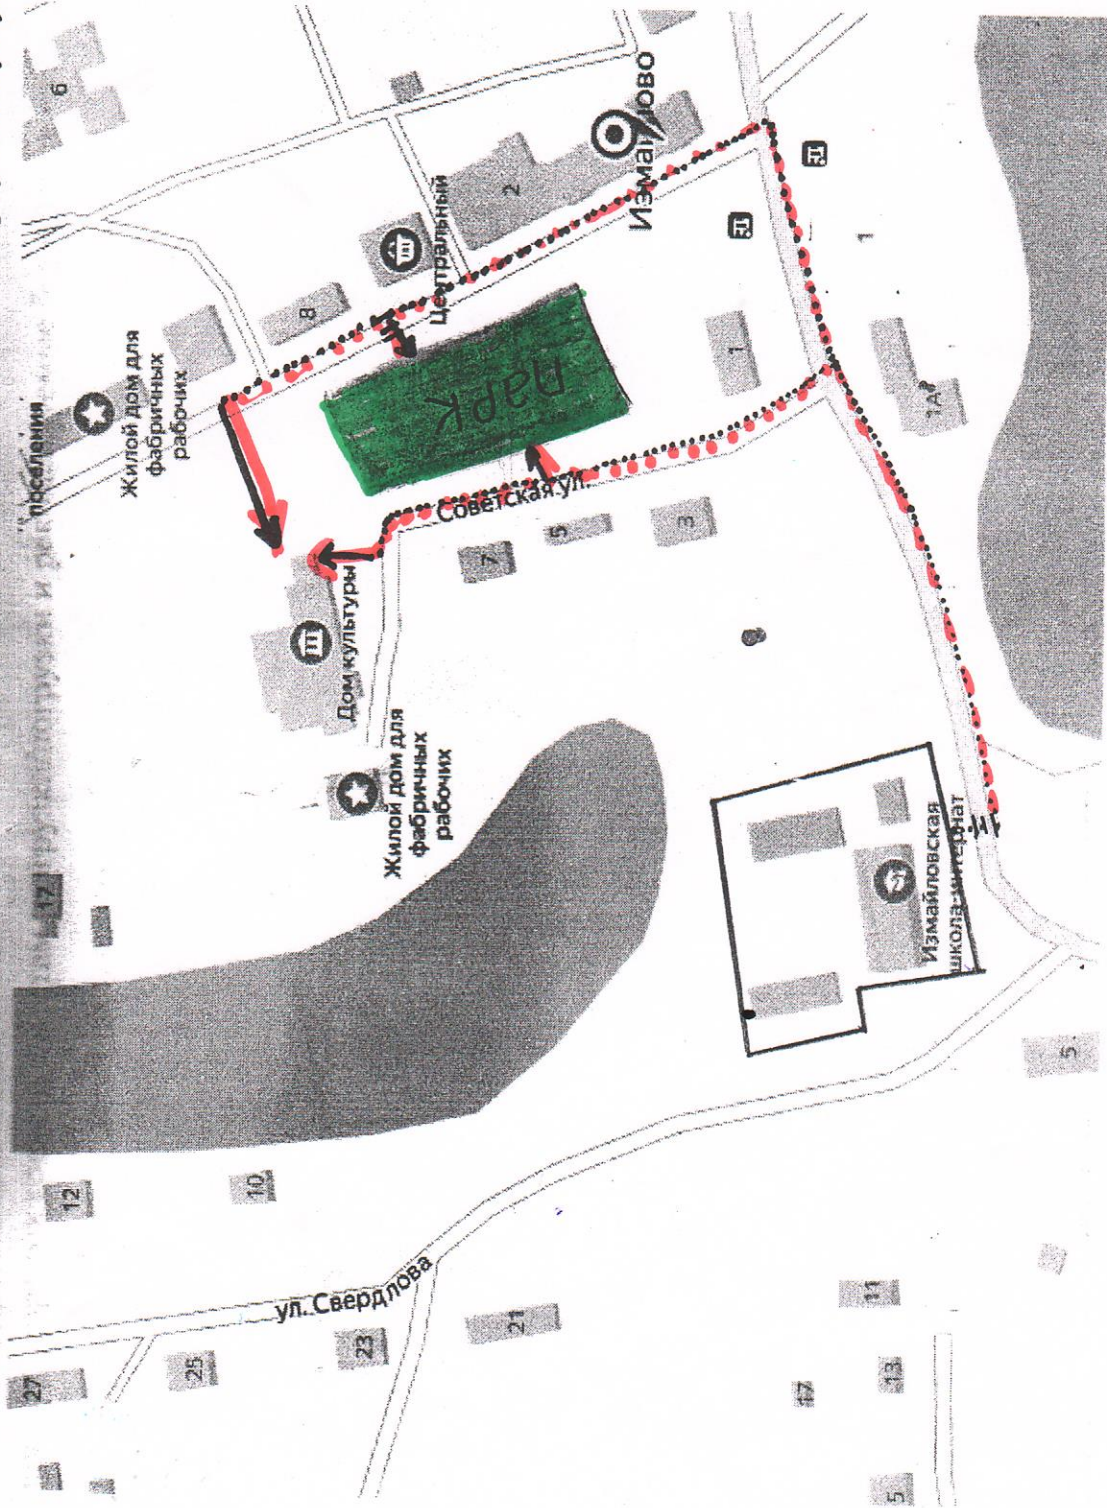 6
поселения
Жилой дом для
фабричных
рабочих
8
Центральный
2
Измайлово
1
1
1А
парк
Советская ул.
3
5
7
Дом культуры
Жилой дом для
фабричных
рабочих
17
Измайловская
школа-интернат
5
12
10
ул. Свердлова
27
25
23
21
11
13
17
5